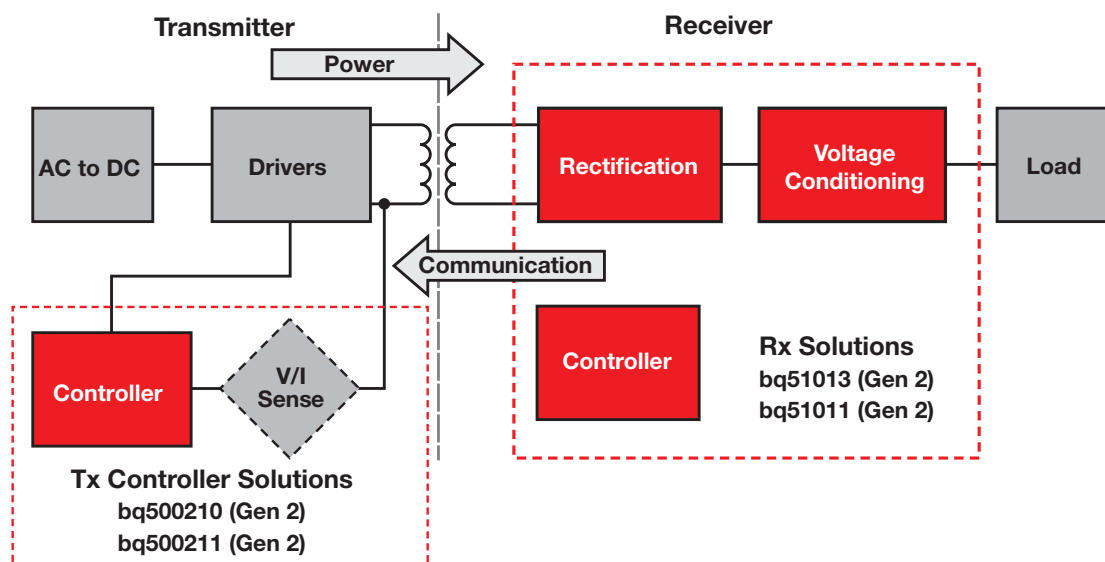 Transmitter
Receiver
Power
AC to DC
Drivers
Rectification
Voltage
Conditioning
Load
Communication
Controller
V/I
Sense
Controller
Rx Solutions
bq51013 (Gen 2)
bq51011 (Gen 2)
Tx Controller Solutions
bq500210 (Gen 2)
bq500211 (Gen 2)